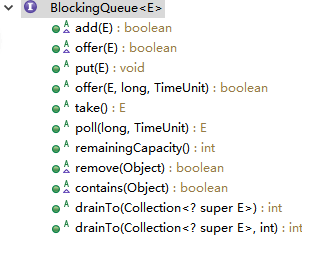 BlockingQueue<E>
add(E) : boolean
offer(E) : boolean
put(E) : void
offer(E, long, TimeUnit) : boolean
take() : E
poll(long, TimeUnit) : E
remainingCapacity() : int
remove(Object) : boolean
contains(Object) : boolean
drainTo(Collection<? super E>) : int
drainTo(Collection<? super E>, int) : int